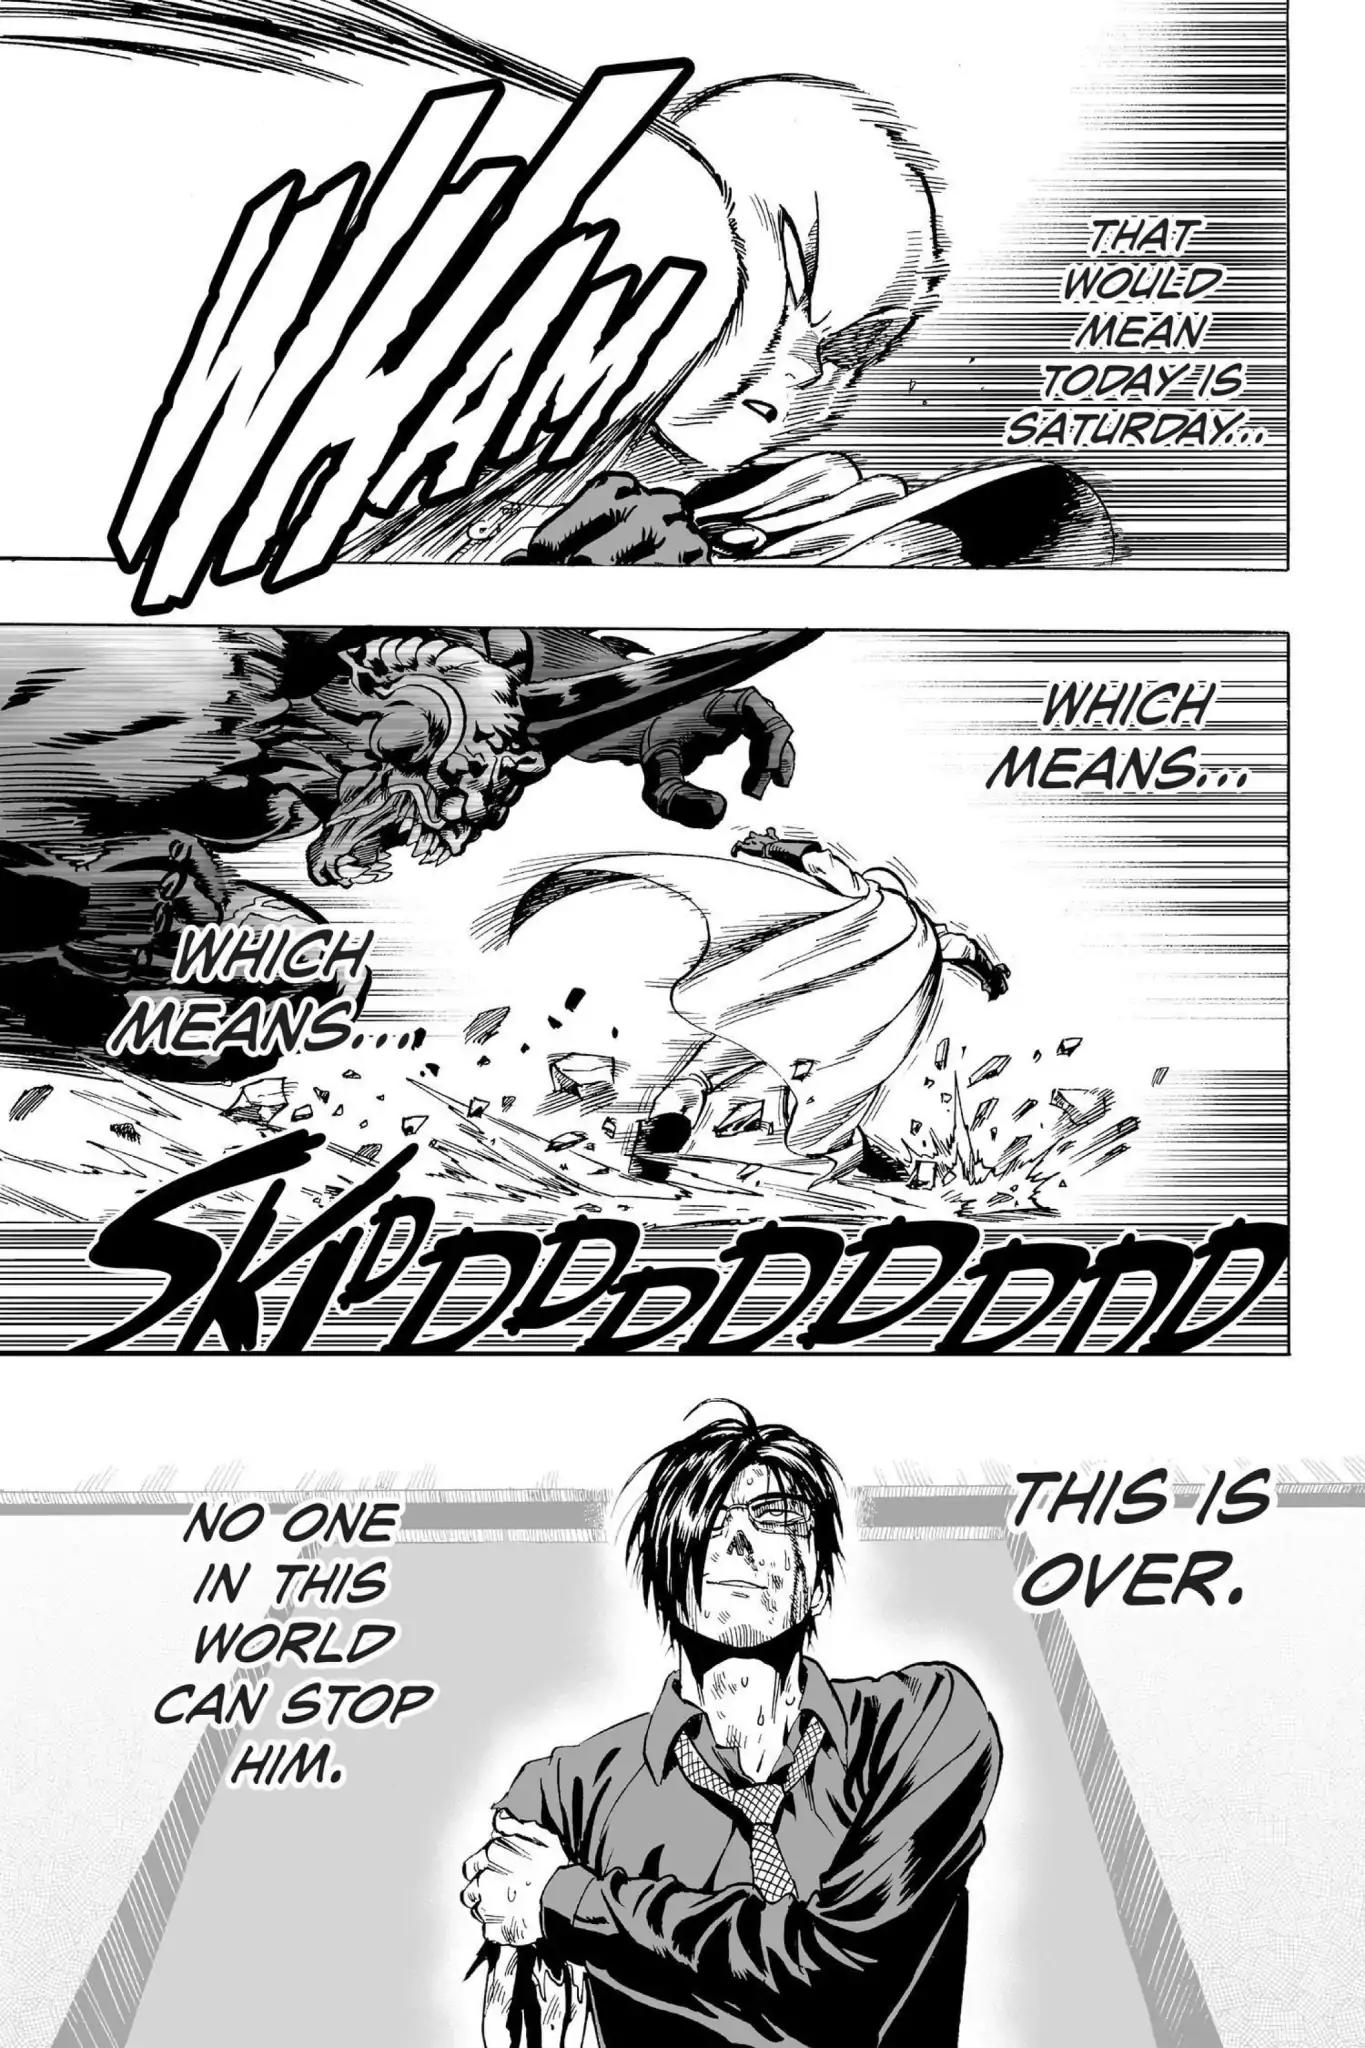 THAT
WOULD
MEAN
TODAY IS
SATURDAY...
WHAM
WHICH
MEANS...
WHICH
MEANS...
SKIDDDDDDDDD
THIS IS
OVER.
NO ONE
IN THIS
WORLD
CAN STOP
HIM.